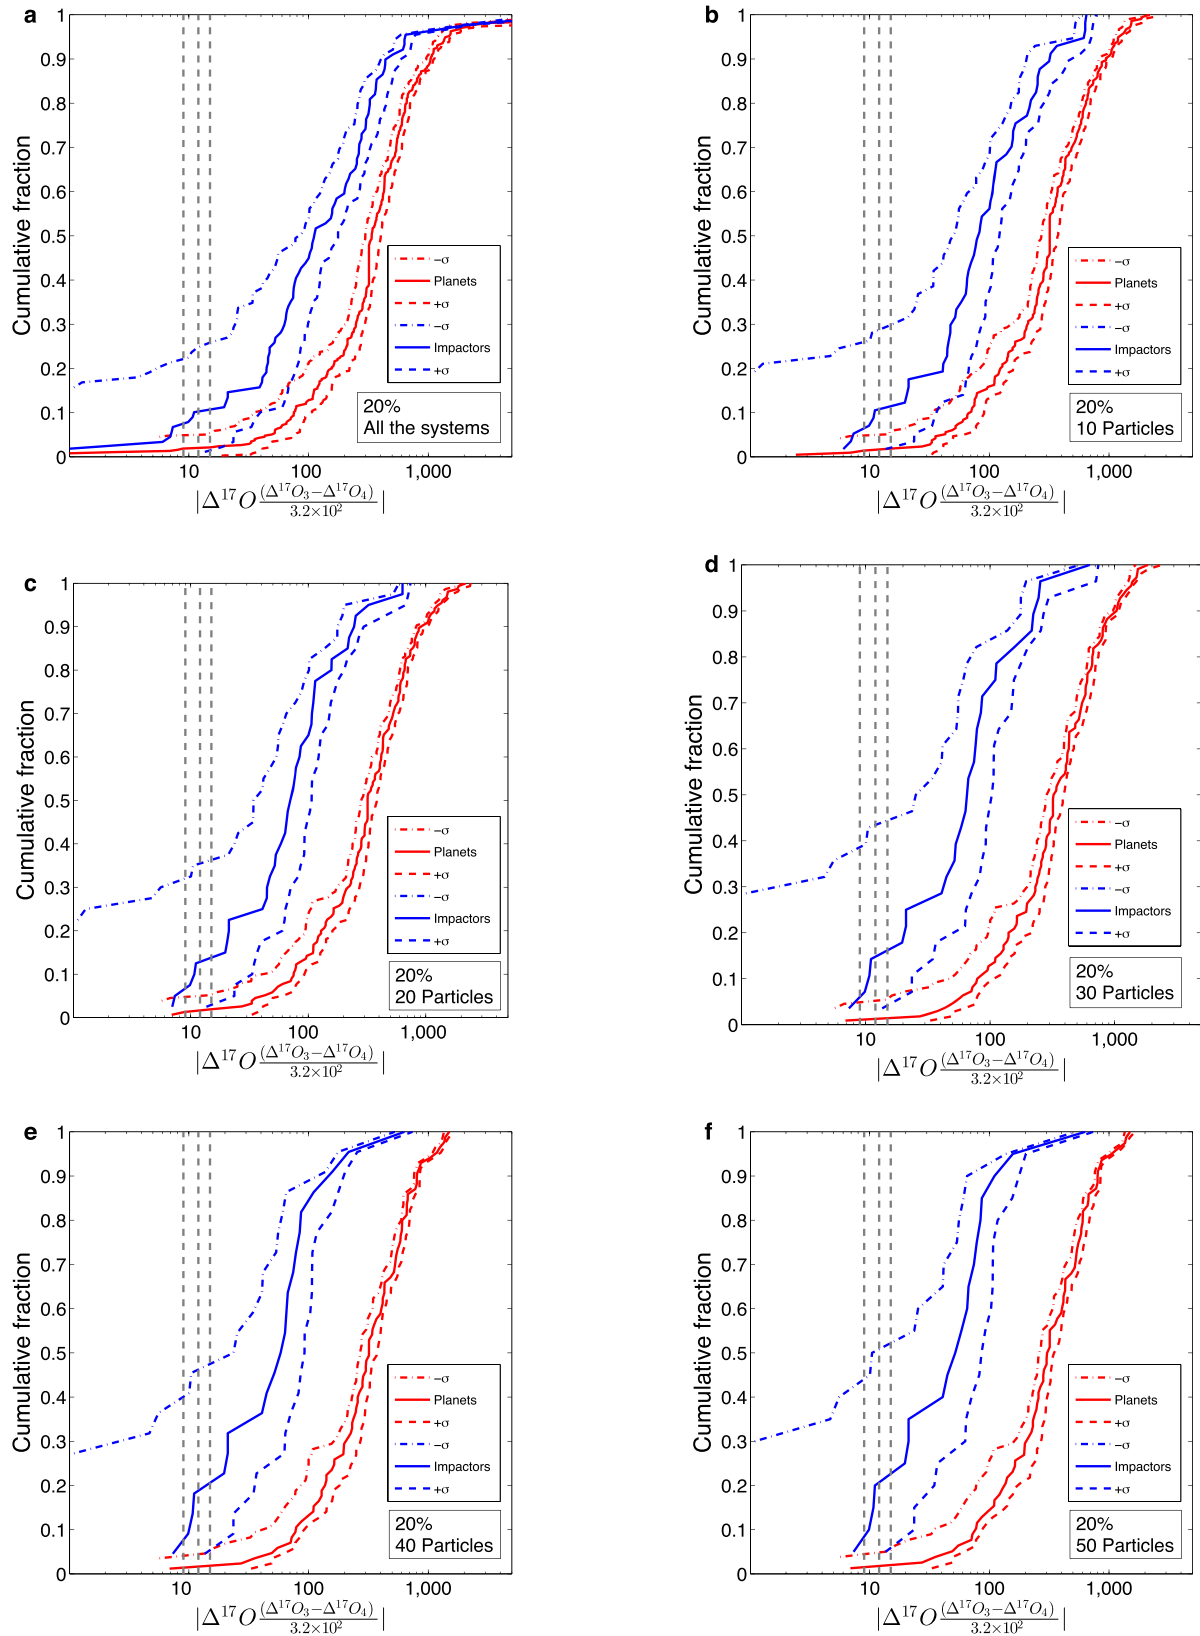 a
1
0.9
0.8
0.7
0.6
0.5
0.4
0.3
0.2
0.1
0
Cumulative fraction
−σ
Planets
+σ
−σ
Impactors
+σ
20%
All the systems
10 100 1,000
|Δ¹⁷O (Δ¹⁷O₃−Δ¹⁷O₄)/3.2×10²|
b
1
0.9
0.8
0.7
0.6
0.5
0.4
0.3
0.2
0.1
0
Cumulative fraction
−σ
Planets
+σ
−σ
Impactors
+σ
20%
10 Particles
10 100 1,000
|Δ¹⁷O (Δ¹⁷O₃−Δ¹⁷O₄)/3.2×10²|
c
1
0.9
0.8
0.7
0.6
0.5
0.4
0.3
0.2
0.1
0
Cumulative fraction
−σ
Planets
+σ
−σ
Impactors
+σ
20%
20 Particles
10 100 1,000
|Δ¹⁷O (Δ¹⁷O₃−Δ¹⁷O₄)/3.2×10²|
d
1
0.9
0.8
0.7
0.6
0.5
0.4
0.3
0.2
0.1
0
Cumulative fraction
−σ
Planets
+σ
−σ
Impactors
+σ
20%
30 Particles
10 100 1,000
|Δ¹⁷O (Δ¹⁷O₃−Δ¹⁷O₄)/3.2×10²|
e
1
0.9
0.8
0.7
0.6
0.5
0.4
0.3
0.2
0.1
0
Cumulative fraction
−σ
Planets
+σ
−σ
Impactors
+σ
20%
40 Particles
10 100 1,000
|Δ¹⁷O (Δ¹⁷O₃−Δ¹⁷O₄)/3.2×10²|
f
1
0.9
0.8
0.7
0.6
0.5
0.4
0.3
0.2
0.1
0
Cumulative fraction
−σ
Planets
+σ
−σ
Impactors
+σ
20%
50 Particles
10 100 1,000
|Δ¹⁷O (Δ¹⁷O₃−Δ¹⁷O₄)/3.2×10²|